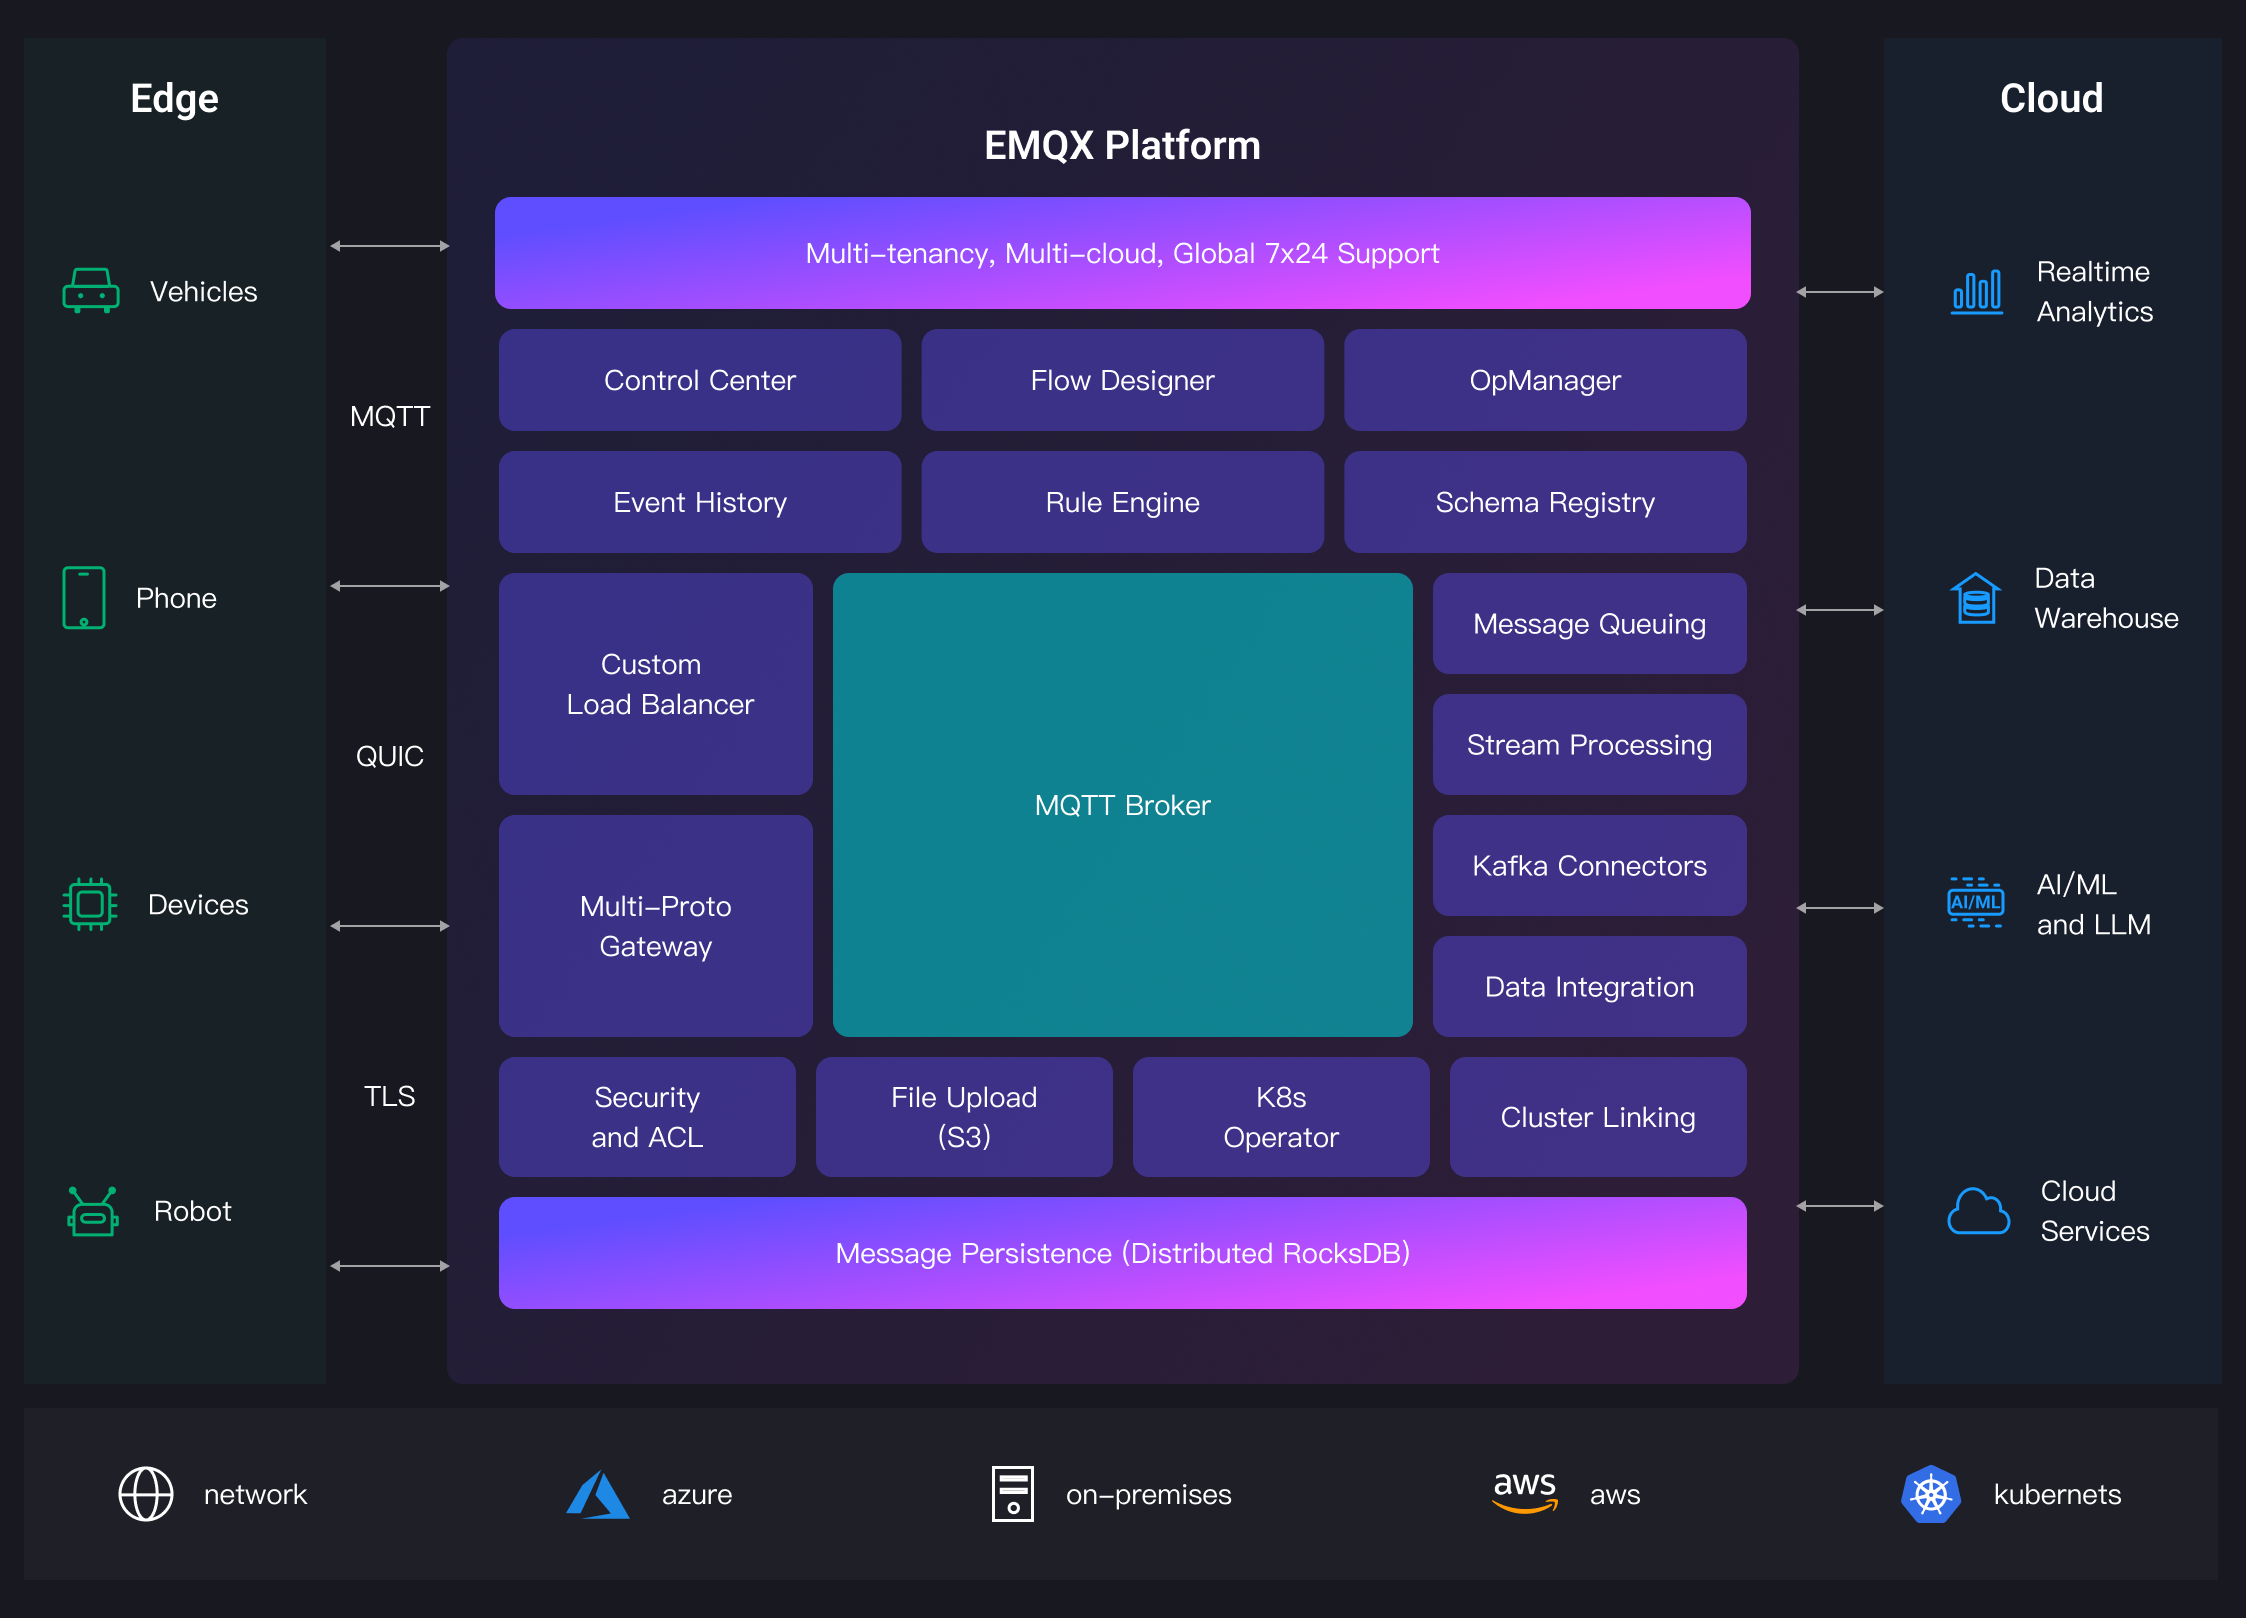 Edge
Vehicles
Phone
Devices
Robot
MQTT
QUIC
TLS
EMQX Platform
Multi-tenancy, Multi-cloud, Global 7x24 Support
Control Center
Flow Designer
OpManager
Event History
Rule Engine
Schema Registry
Custom
Load Balancer
Multi-Proto
Gateway
MQTT Broker
Message Queuing
Stream Processing
Kafka Connectors
Data Integration
Security
and ACL
File Upload
(S3)
K8s
Operator
Cluster Linking
Message Persistence (Distributed RocksDB)
Cloud
Realtime
Analytics
Data
Warehouse
AI/ML
AI/ML
and LLM
Cloud
Services
network
azure
on-premises
aws
aws
kubernets